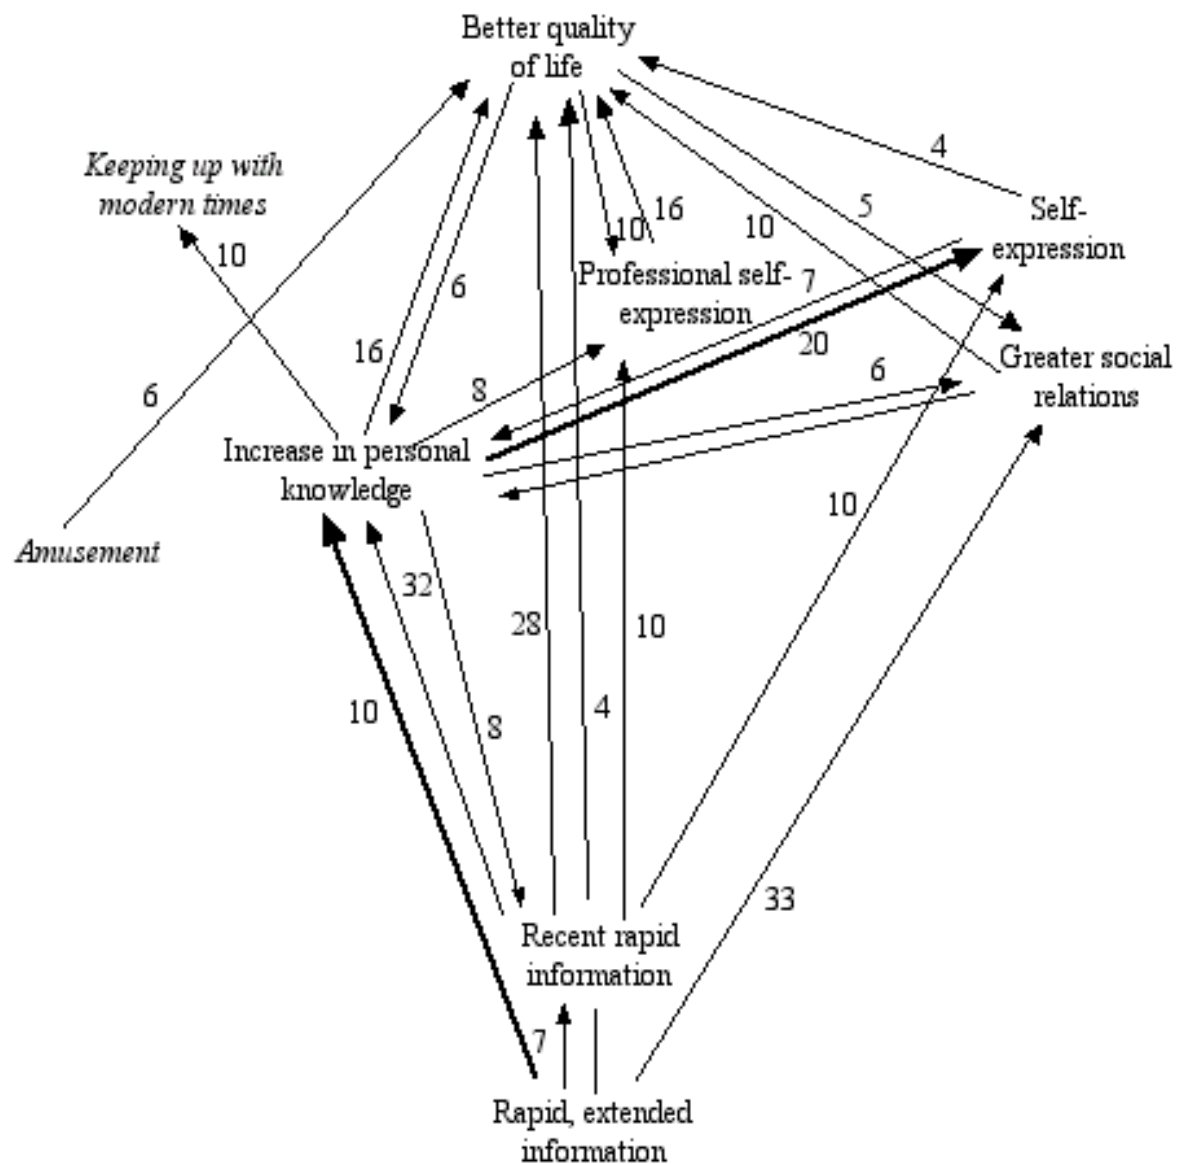 Better quality
of life
4
Keeping up with
modern times
16
5
Self-
expression
10
10
10
Professional self-
expression
7
6
20
16
Greater social
relations
6
8
6
Increase in personal
knowledge
10
Amusement
32
28
10
10
4
8
33
Recent rapid
information
7
Rapid, extended
information